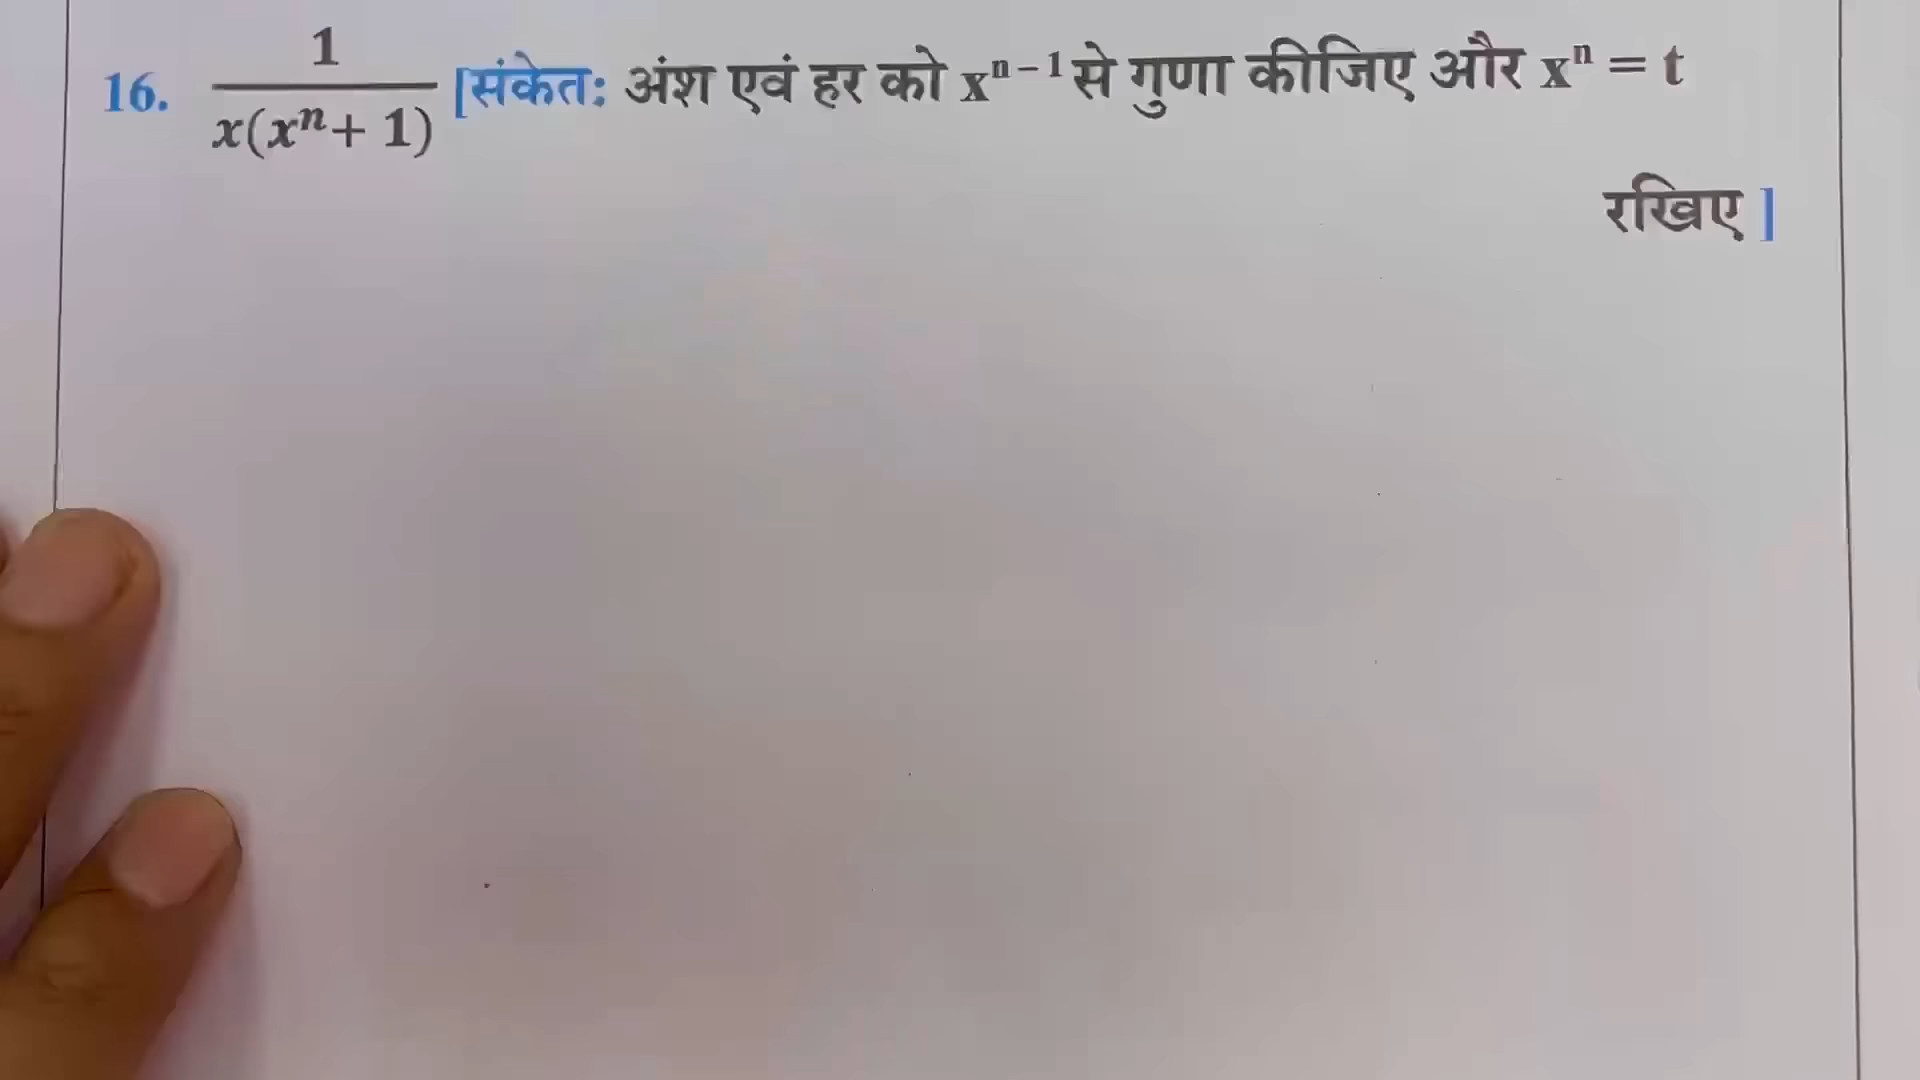 16. 1/x(xⁿ+ 1) [संकेत: अंश एवं हर को xⁿ⁻¹ से गुणा कीजिए और xⁿ = t
रखिए ]